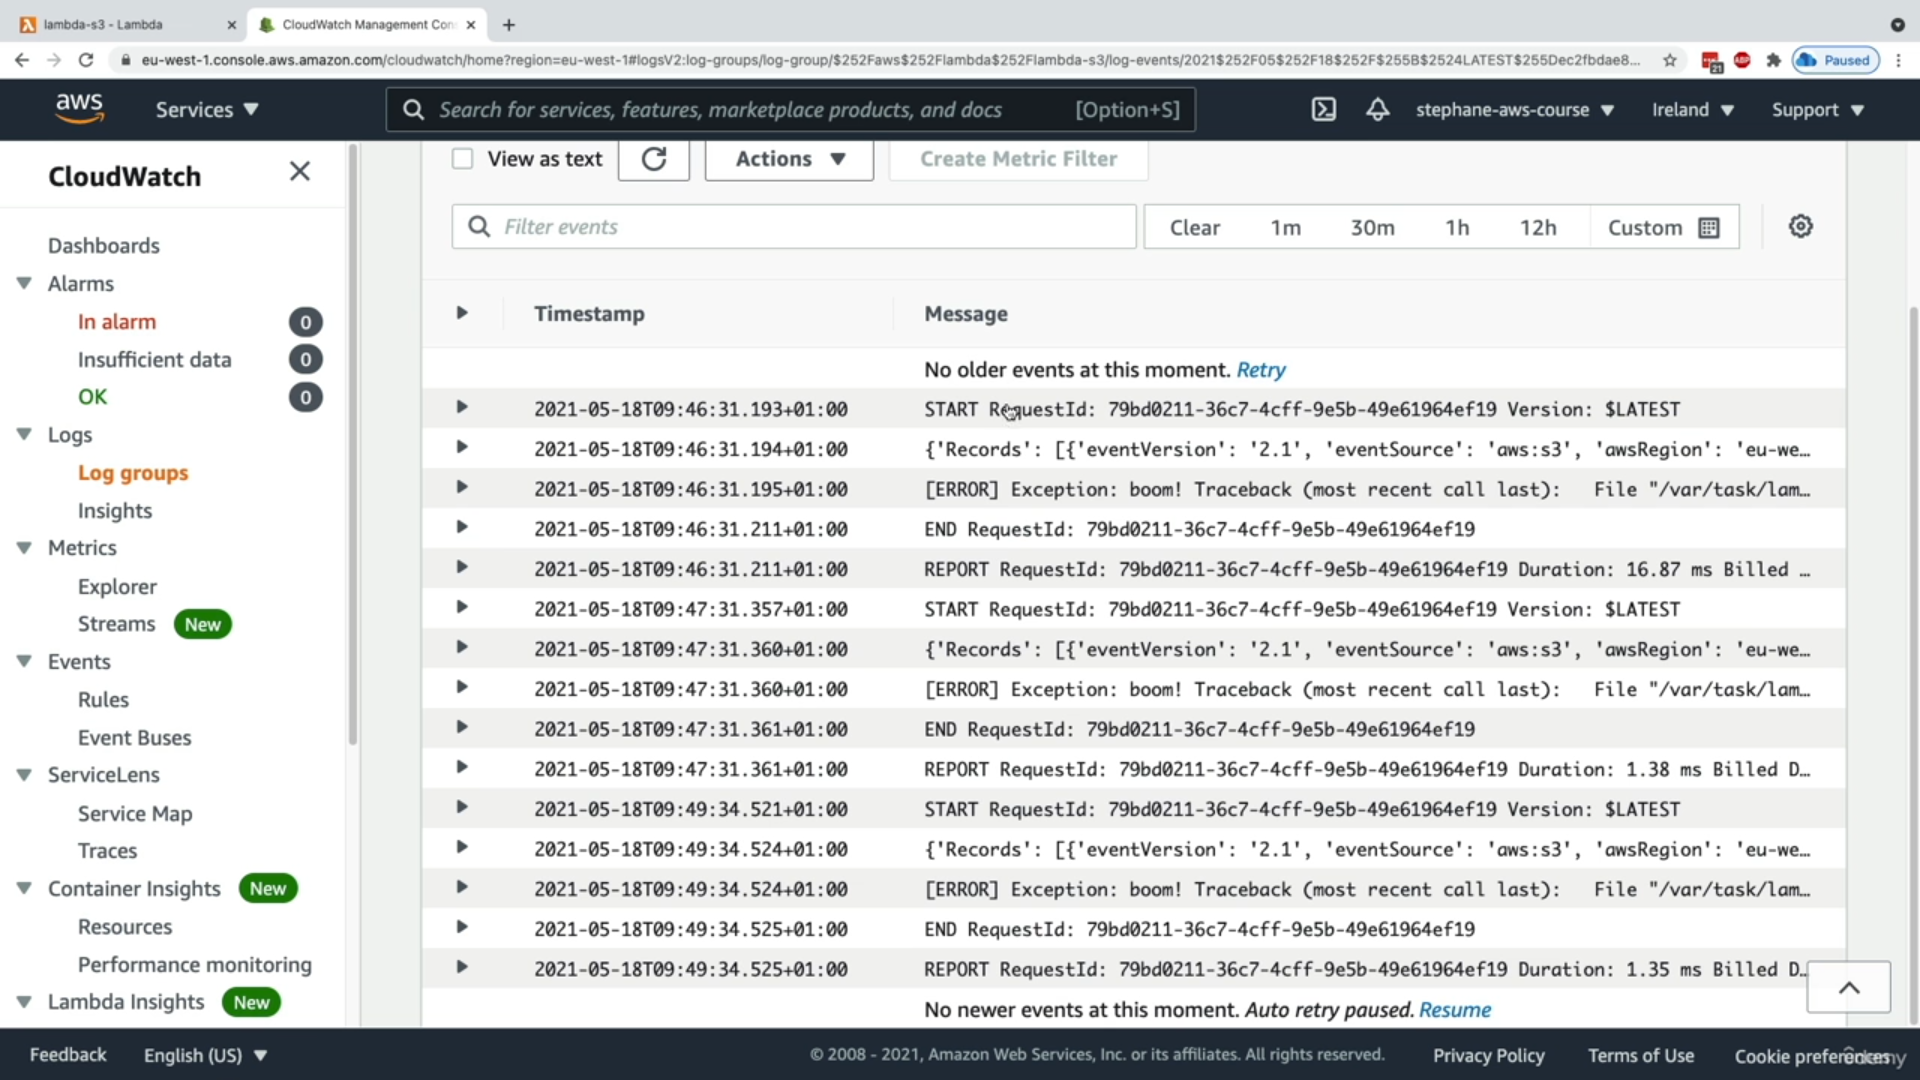 lambda-s3 - Lambda
CloudWatch Management Con
eu-west-1.console.aws.amazon.com/cloudwatch/home?region=eu-west-1#logsV2:log-groups/log-group/$252Faws$252Flambda$252Flambda-s3/log-events/2021$252F05$252F18$252F$255B$2524LATEST$255Dec2fbdae8...
21
ABP
Paused
aws
Services
Search for services, features, marketplace products, and docs
[Option+S]
stephane-aws-course
Ireland
Support
CloudWatch
Dashboards
Alarms
In alarm 0
Insufficient data 0
OK 0
Logs
Log groups
Insights
Metrics
Explorer
Streams New
Events
Rules
Event Buses
ServiceLens
Service Map
Traces
Container Insights New
Resources
Performance monitoring
Lambda Insights New
View as text
Actions
Create Metric Filter
Filter events
Clear 1m 30m 1h 12h Custom
Timestamp Message
No older events at this moment. Retry
2021-05-18T09:46:31.193+01:00 START RequestId: 79bd0211-36c7-4cff-9e5b-49e61964ef19 Version: $LATEST
2021-05-18T09:46:31.194+01:00 {'Records': [{'eventVersion': '2.1', 'eventSource': 'aws:s3', 'awsRegion': 'eu-we...
2021-05-18T09:46:31.195+01:00 [ERROR] Exception: boom! Traceback (most recent call last): File "/var/task/lam...
2021-05-18T09:46:31.211+01:00 END RequestId: 79bd0211-36c7-4cff-9e5b-49e61964ef19
2021-05-18T09:46:31.211+01:00 REPORT RequestId: 79bd0211-36c7-4cff-9e5b-49e61964ef19 Duration: 16.87 ms Billed ...
2021-05-18T09:47:31.357+01:00 START RequestId: 79bd0211-36c7-4cff-9e5b-49e61964ef19 Version: $LATEST
2021-05-18T09:47:31.360+01:00 {'Records': [{'eventVersion': '2.1', 'eventSource': 'aws:s3', 'awsRegion': 'eu-we...
2021-05-18T09:47:31.360+01:00 [ERROR] Exception: boom! Traceback (most recent call last): File "/var/task/lam...
2021-05-18T09:47:31.361+01:00 END RequestId: 79bd0211-36c7-4cff-9e5b-49e61964ef19
2021-05-18T09:47:31.361+01:00 REPORT RequestId: 79bd0211-36c7-4cff-9e5b-49e61964ef19 Duration: 1.38 ms Billed D...
2021-05-18T09:49:34.521+01:00 START RequestId: 79bd0211-36c7-4cff-9e5b-49e61964ef19 Version: $LATEST
2021-05-18T09:49:34.524+01:00 {'Records': [{'eventVersion': '2.1', 'eventSource': 'aws:s3', 'awsRegion': 'eu-we...
2021-05-18T09:49:34.524+01:00 [ERROR] Exception: boom! Traceback (most recent call last): File "/var/task/lam...
2021-05-18T09:49:34.525+01:00 END RequestId: 79bd0211-36c7-4cff-9e5b-49e61964ef19
2021-05-18T09:49:34.525+01:00 REPORT RequestId: 79bd0211-36c7-4cff-9e5b-49e61964ef19 Duration: 1.35 ms Billed D...
No newer events at this moment. Auto retry paused. Resume
Feedback
English (US)
© 2008 - 2021, Amazon Web Services, Inc. or its affiliates. All rights reserved.
Privacy Policy
Terms of Use
Cookie preferences
Udemy